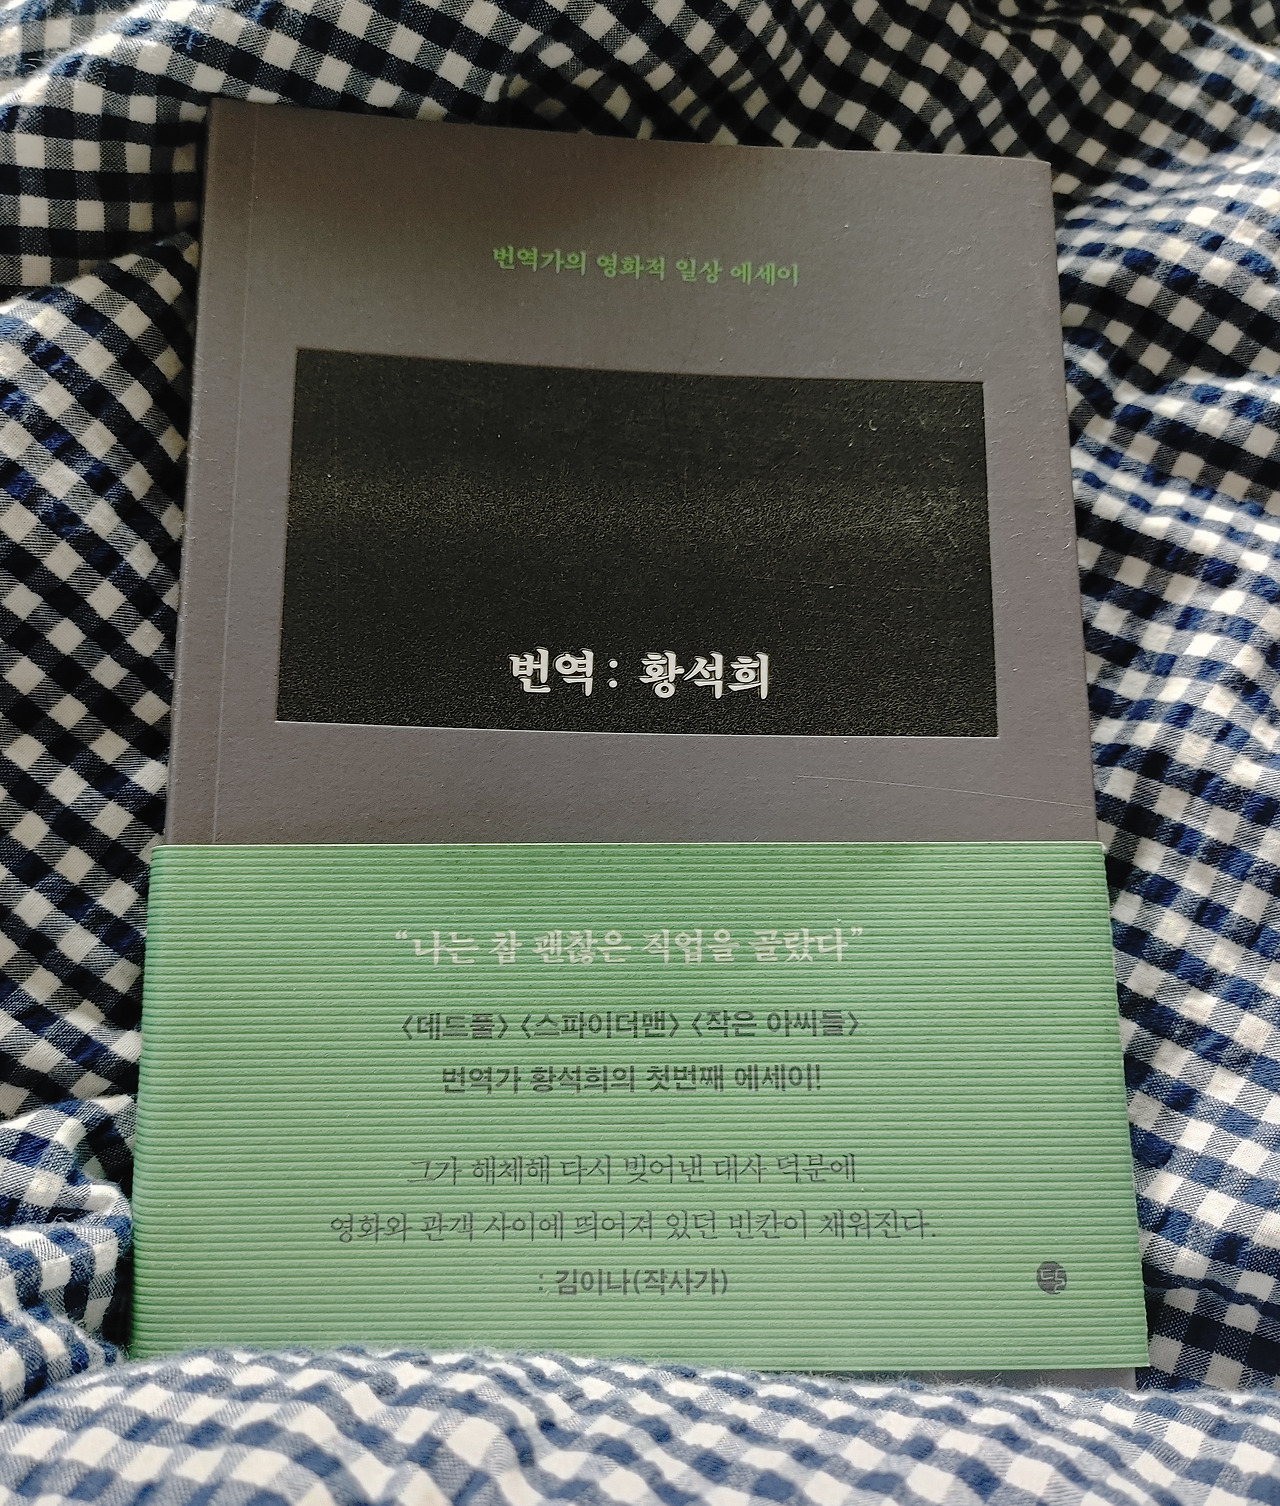 번역가의 영화적 일상 에세이
번역: 황석희
“나는 참 괜찮은 직업을 골랐다”
<데드풀> <스파이더맨> <작은 아씨들>
번역가 황석희의 첫번째 에세이!
그가 해체해 다시 빚어낸 대사 덕분에
영화와 관객 사이에 띄어져 있던 빈칸이 채워진다.
: 김이나(작사가)
달